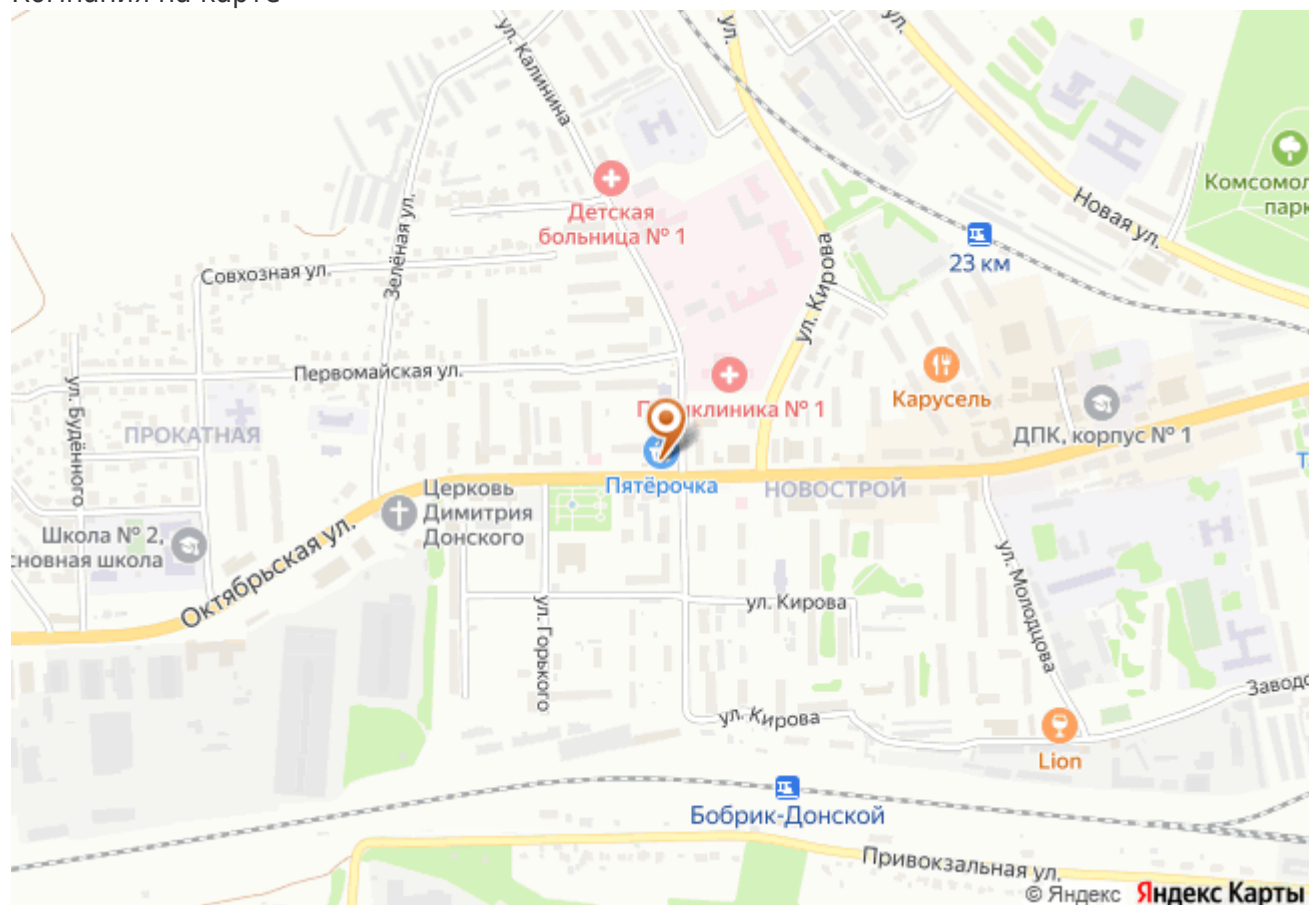 ул. Калинина
ул.
ул.
Детская
больница № 1
Комсомол
парк
Новая ул.
23 км
Зелёная ул.
Совхозная ул.
ул. Кирова
Первомайская ул.
Карусель
ул. Будённого
ПРОКАТНАЯ
№ 1
ДПК, корпус № 1
Пятёрочка
НОВОСТРОЙ
Церковь
Димитрия
Донского
Школа № 2,
сновная школа
Октябрьская ул.
ул. Горького
ул. Кирова
ул. Молодцова
Заводс
ул. Кирова
Lion
Бобрик-Донской
Привокзальная ул.
© Яндекс Яндекс Карты